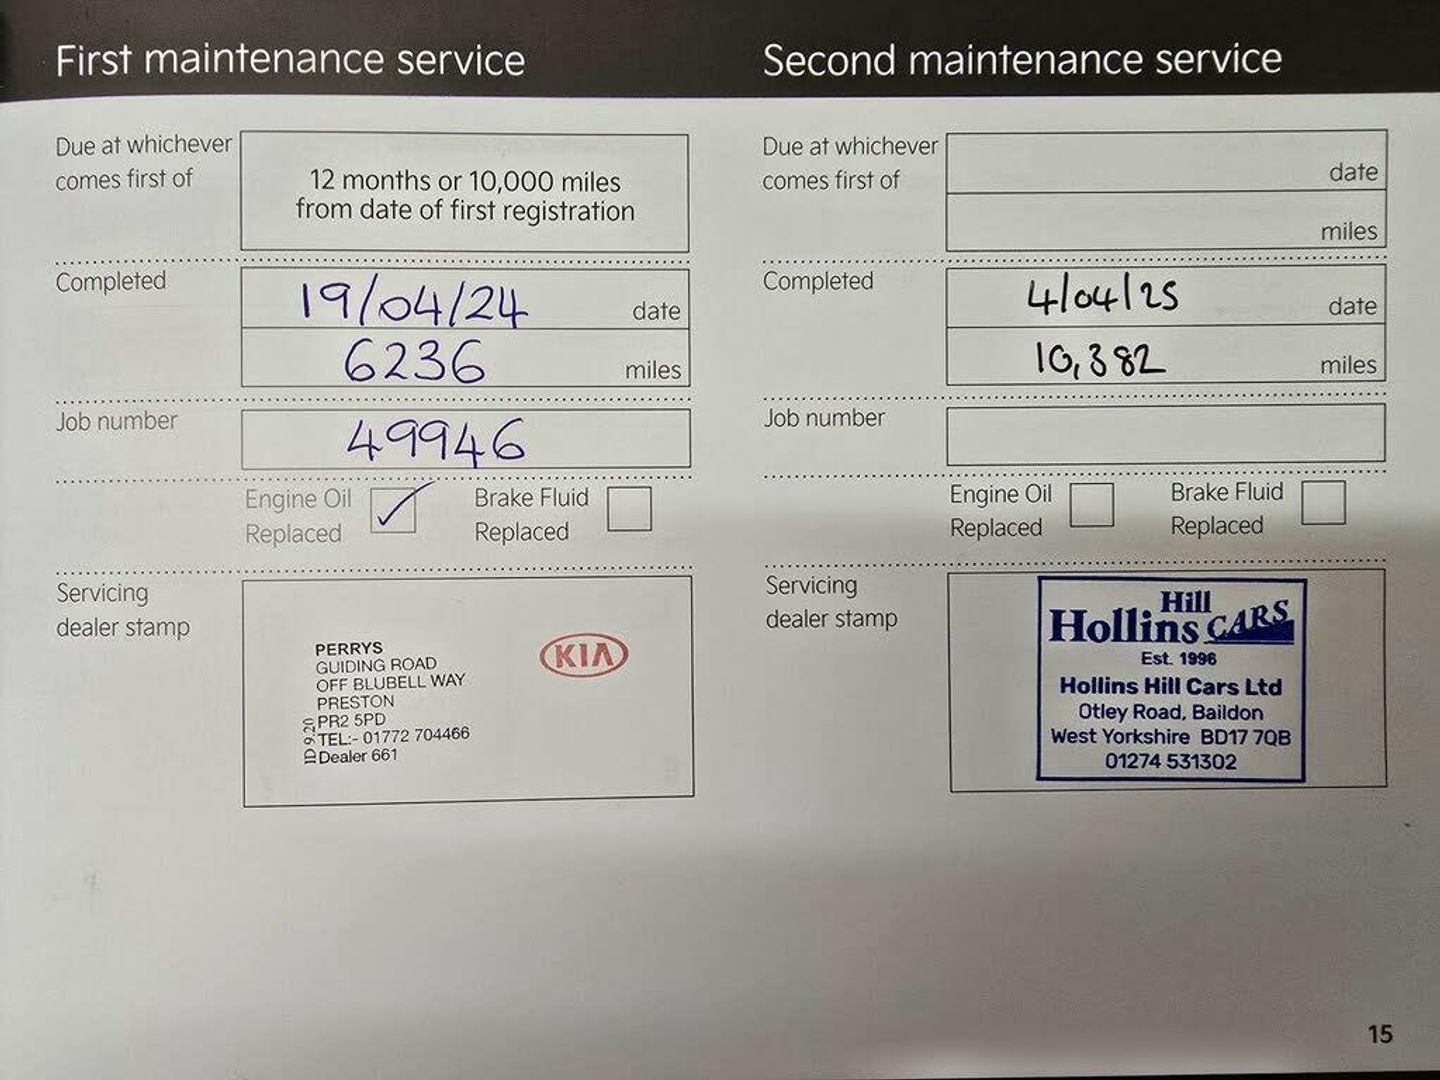 First maintenance service
Due at whichever
comes first of
12 months or 10,000 miles
from date of first registration
Completed
19/04/24 date
6236 miles
Job number
49946
Engine Oil
Replaced
Brake Fluid
Replaced
Servicing
dealer stamp
PERRYS
GUIDING ROAD
OFF BLUBELL WAY
PRESTON
PR2 5PD
TEL:- 01772 704466
Dealer 661
KIA
Second maintenance service
Due at whichever
comes first of
date
miles
Completed
4/04/25 date
10,382 miles
Job number
Engine Oil
Replaced
Brake Fluid
Replaced
Servicing
dealer stamp
Hill
Hollins CARS
Est. 1996
Hollins Hill Cars Ltd
Otley Road, Baildon
West Yorkshire BD17 7QB
01274 531302
15